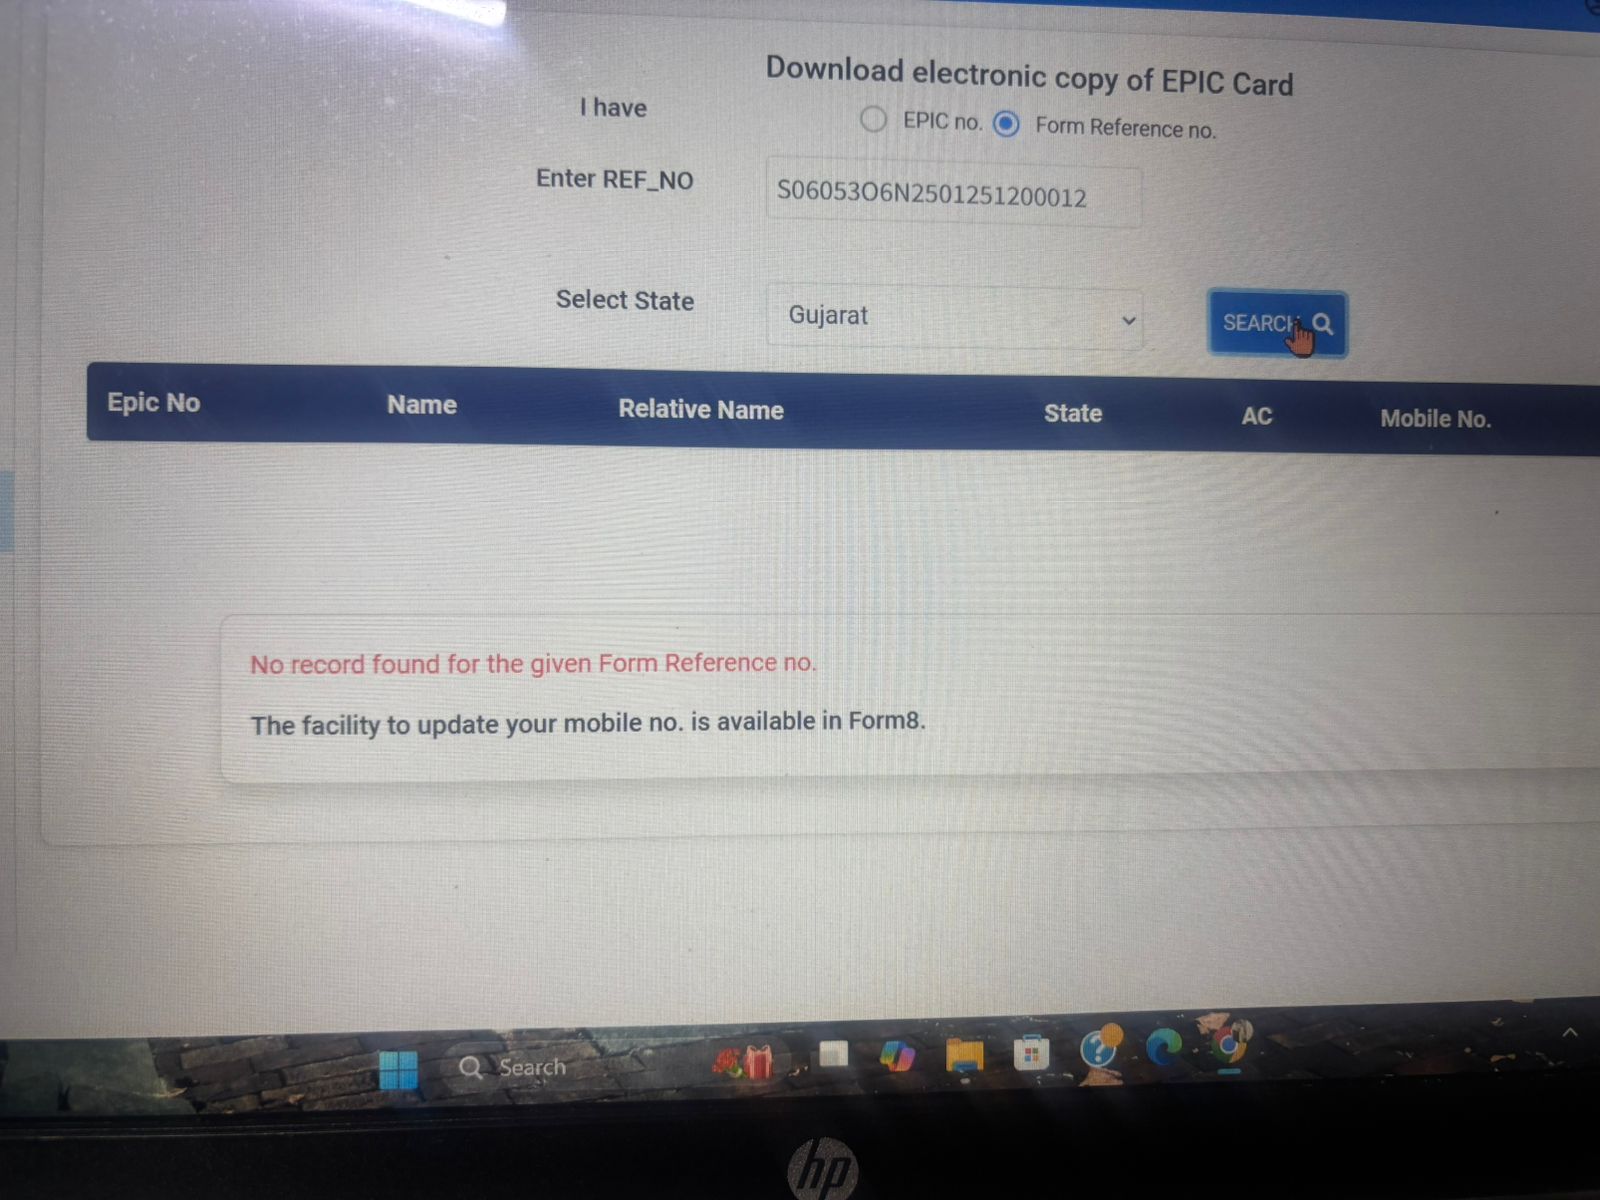 Download electronic copy of EPIC Card
I have
EPIC no. Form Reference no.
Enter REF_NO
S06053O6N2501251200012
Select State
Gujarat
SEARCH
Epic No Name Relative Name State AC Mobile No.
No record found for the given Form Reference no.
The facility to update your mobile no. is available in Form8.
Search
hp